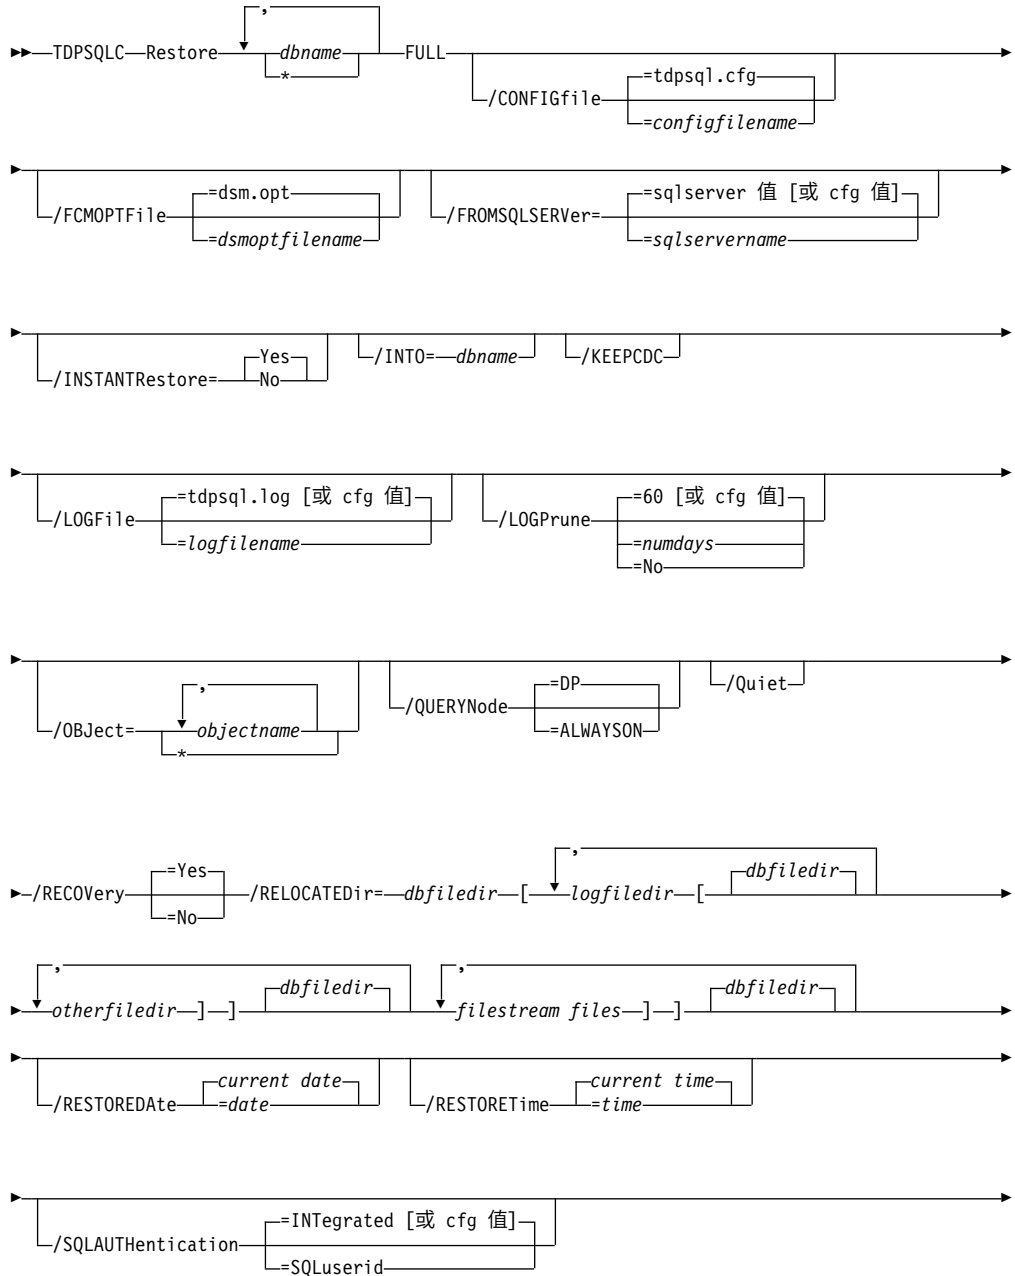 ,
TDPSQLC Restore dbname FULL
*
/CONFIGfile =tdpsql.cfg
=configfilename
/FCMOPTFile =dsm.opt
=dsmoptfilename
/FROMSQLSERVer= =sqlserver 值 [或 cfg 值]
=sqlservername
/INSTANTRestore= Yes
No
/INTO= dbname
/KEEPCDC
/LOGFile =tdpsql.log [或 cfg 值]
=logfilename
/LOGPrune =60 [或 cfg 值]
=numdays
=No
/OBJect= , objectname
*
/QUERYNode =DP
=ALWAYSON
/Quiet
/RECOVery =Yes
=No
/RELOCATEDir= dbfiledir [ , logfiledir [ dbfiledir
, otherfiledir ] ] dbfiledir
, filestream files ] ] dbfiledir
/RESTOREDAte current date
=date
/RESTORETime current time
=time
/SQLAUTHentication =INTegrated [或 cfg 值]
=SQLuserid